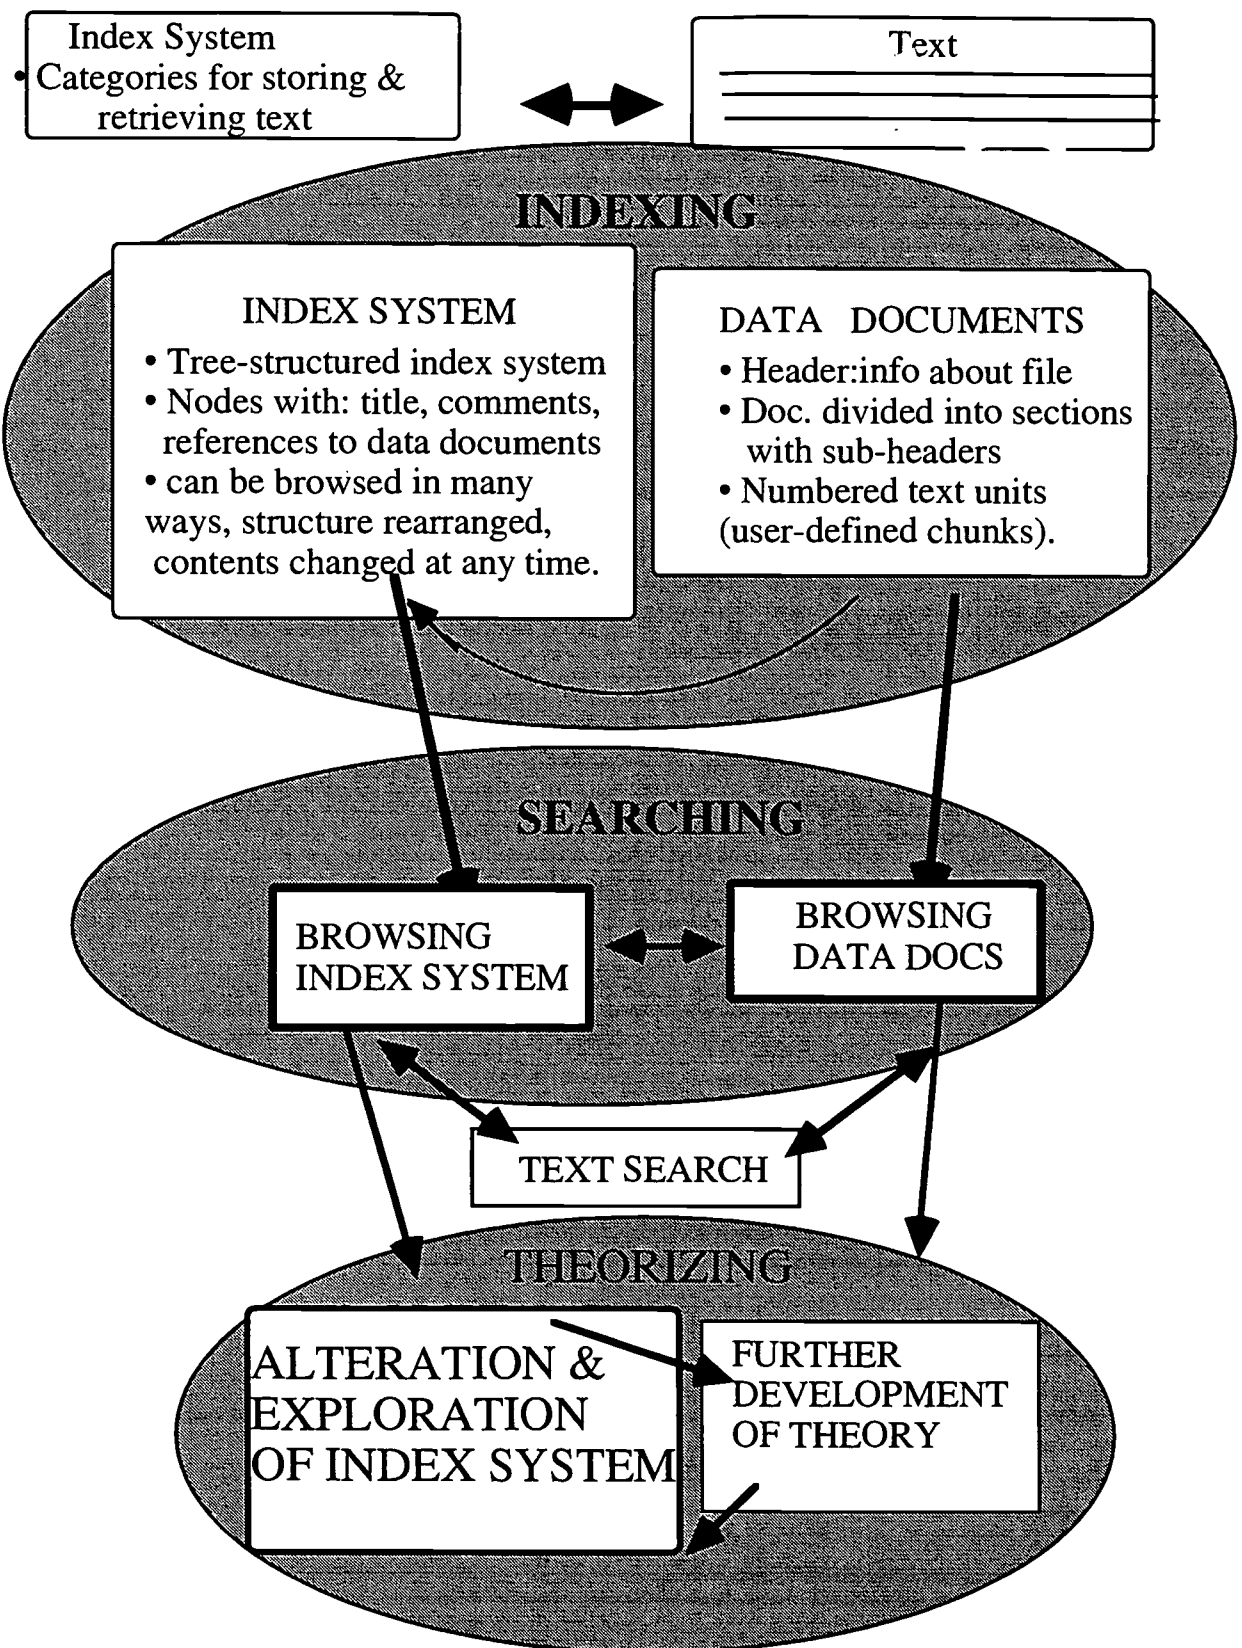 Index System
• Categories for storing &
retrieving text
Text
INDEXING
INDEX SYSTEM
• Tree-structured index system
• Nodes with: title, comments,
references to data documents
• can be browsed in many
ways, structure rearranged,
contents changed at any time.
DATA DOCUMENTS
• Header:info about file
• Doc. divided into sections
with sub-headers
• Numbered text units
(user-defined chunks).
SEARCHING
BROWSING
INDEX SYSTEM
BROWSING
DATA DOCS
TEXT SEARCH
THEORIZING
ALTERATION &
EXPLORATION
OF INDEX SYSTEM
FURTHER
DEVELOPMENT
OF THEORY